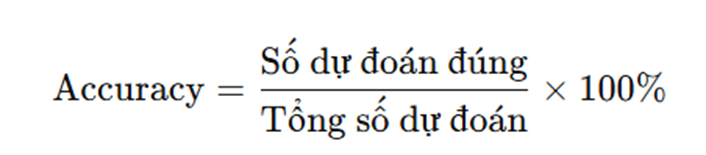 Accuracy = Số dự đoán đúng / Tổng số dự đoán × 100%